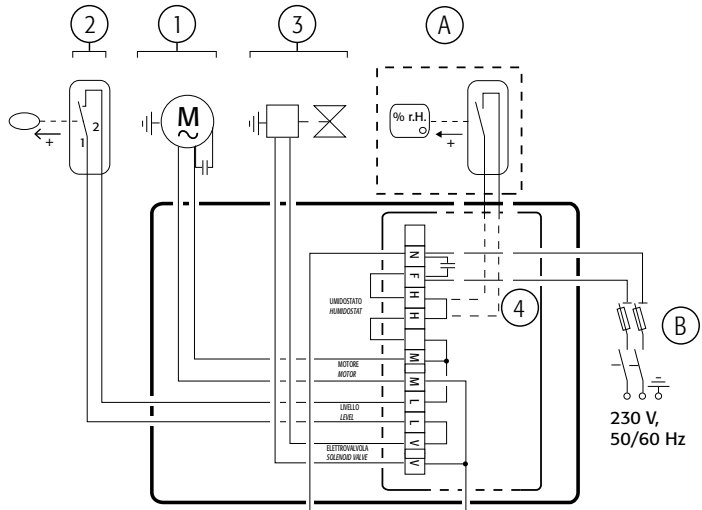 2
1
3
A
% r.H.
+
1
2
M
+
N
F
H
H
M
M
L
L
V
V
UMIDOSTATO
HUMIDOSTAT
MOTORE
MOTOR
LIVELLO
LEVEL
ELETTROVALVOLA
SOLENOID VALVE
4
B
230 V,
50/60 Hz